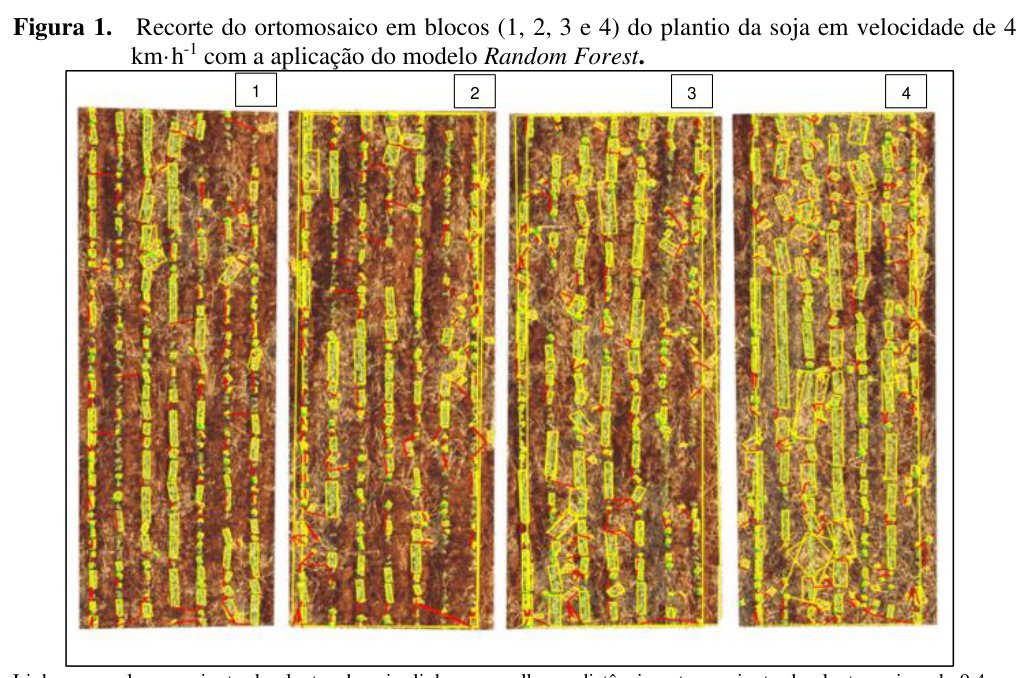 Figura 1. Recorte do ortomosaico em blocos (1, 2, 3 e 4) do plantio da soja em velocidade de 4
km·h-1 com a aplicação do modelo Random Forest.
1 2 3 4